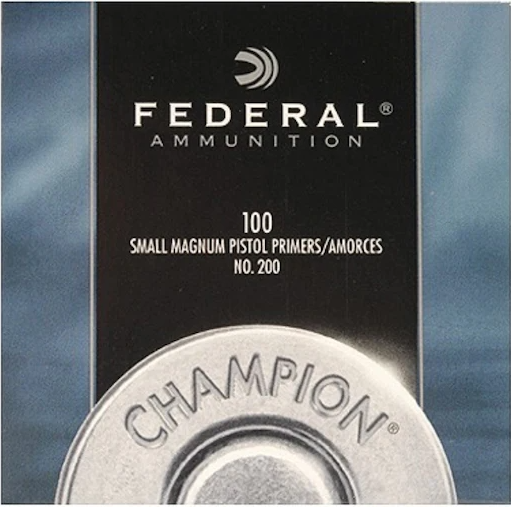 FEDERAL®
AMMUNITION
100
SMALL MAGNUM PISTOL PRIMERS/AMORCES
NO. 200
CHAMPION®